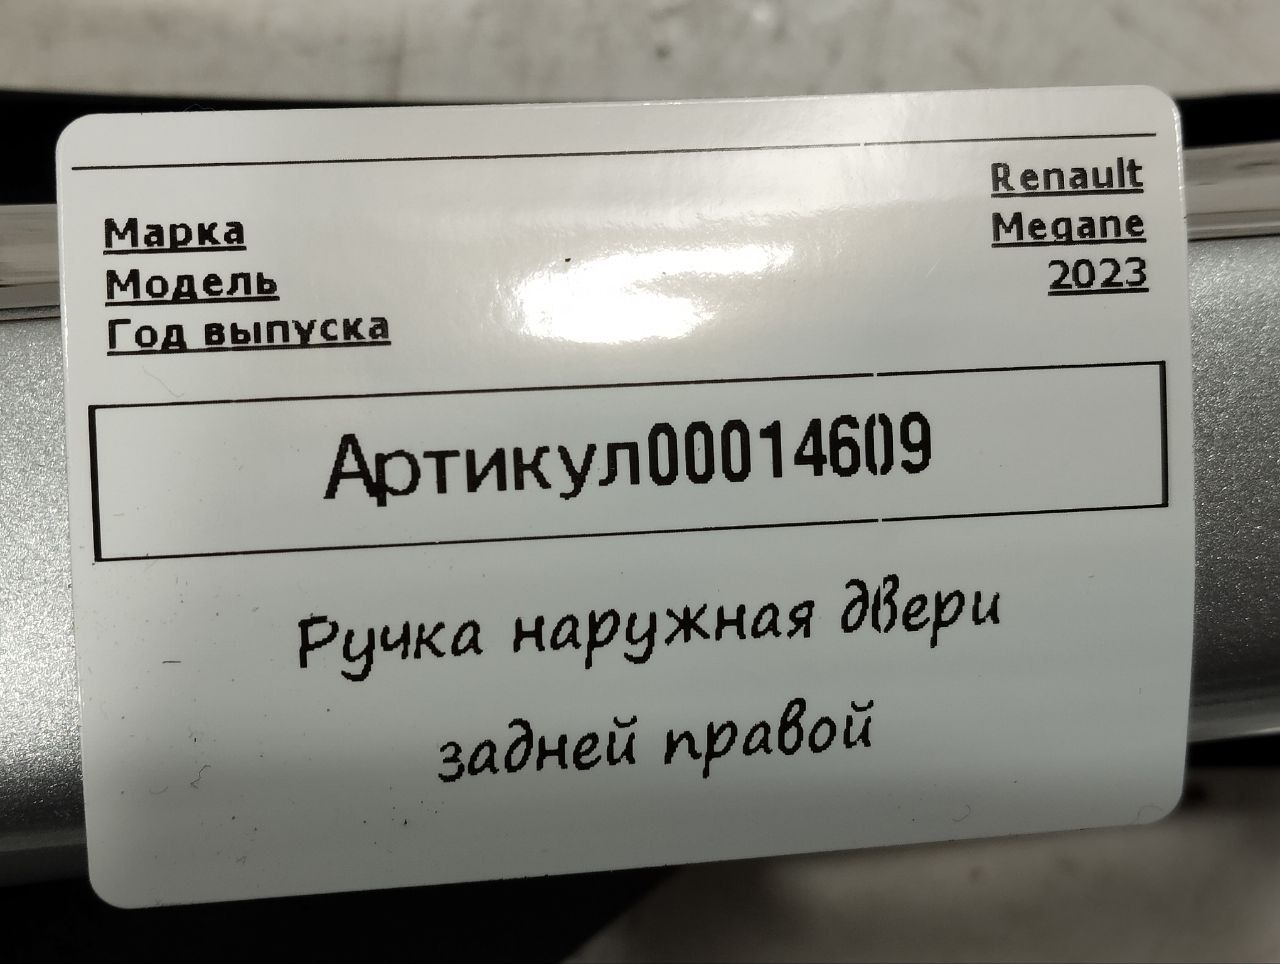 Марка Renault
Модель Megane
Год выпуска 2023
Артикул00014609
Ручка наружная двери
задней правой